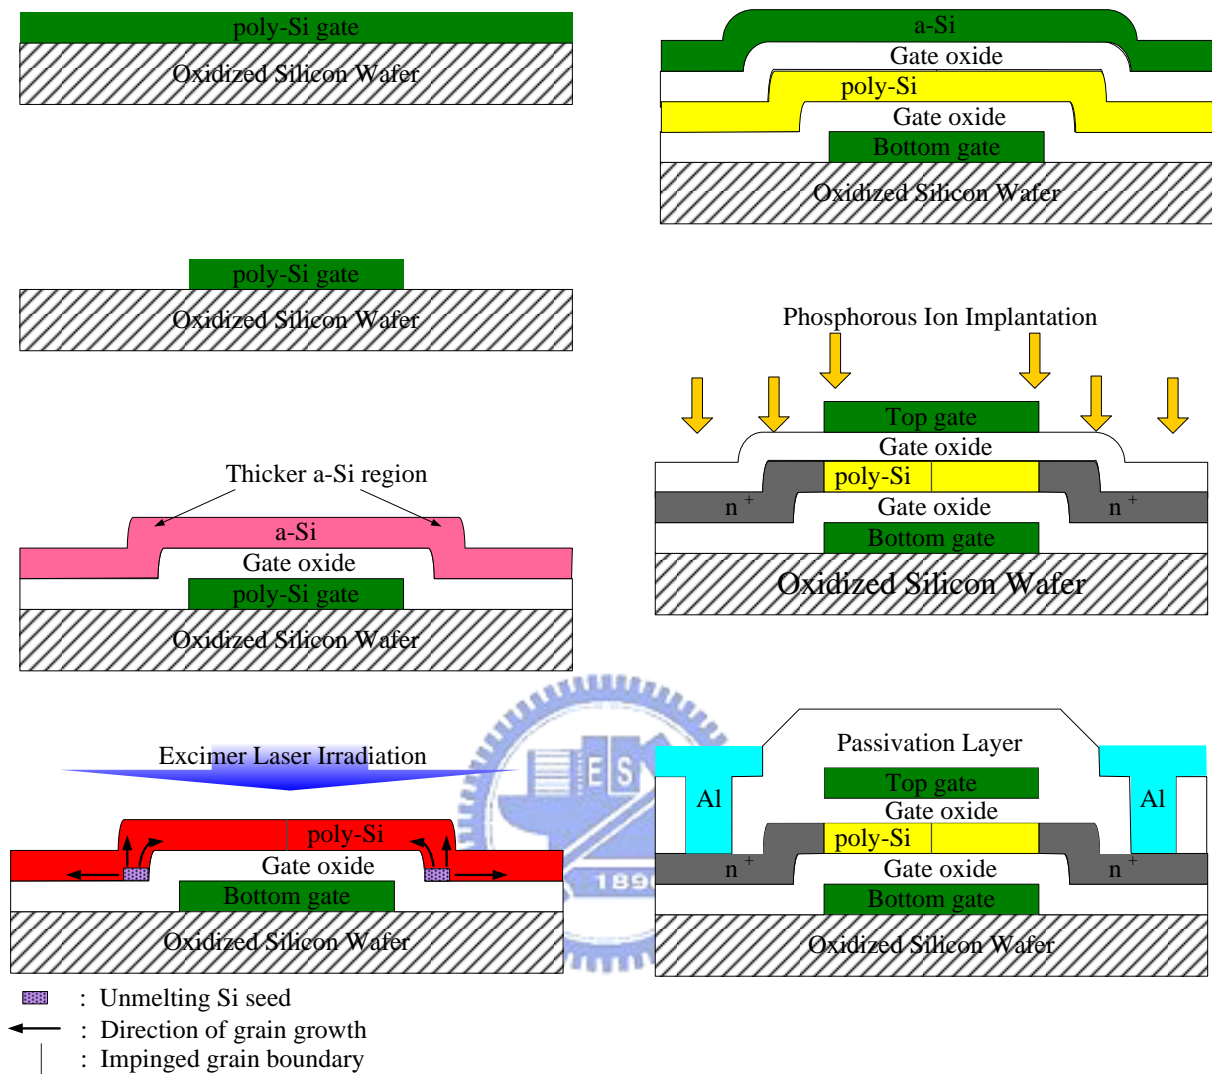 poly-Si gate
Oxidized Silicon Wafer
poly-Si gate
Oxidized Silicon Wafer
Thicker a-Si region
a-Si
Gate oxide
poly-Si gate
Oxidized Silicon Wafer
Excimer Laser Irradiation
poly-Si
Gate oxide
Bottom gate
Oxidized Silicon Wafer
: Unmelting Si seed
: Direction of grain growth
: Impinged grain boundary
a-Si
Gate oxide
poly-Si
Gate oxide
Bottom gate
Oxidized Silicon Wafer
Phosphorous Ion Implantation
Top gate
Gate oxide
poly-Si
n + n +
Gate oxide
Bottom gate
Oxidized Silicon Wafer
Passivation Layer
Top gate
Al Al
Gate oxide
poly-Si
n + n +
Gate oxide
Bottom gate
Oxidized Silicon Wafer
E S
1896